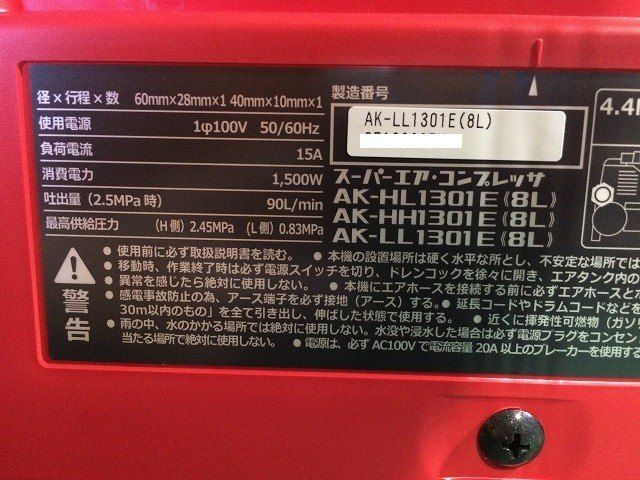 径×行程×数 60mm×28mm×1 40mm×10mm×1
使用電源 1φ100V 50/60Hz
負荷電流 15A
消費電力 1,500W
吐出量 (2.5MPa 時) 90L/min
最高供給圧力 (H 側) 2.45MPa (L 側) 0.83MPa
製造番号
AK-LL1301E(8L)
スーパーエア・コンプレッサ
AK-HL1301E(8L)
AK-HH1301E(8L)
AK-LL1301E(8L)
4.4
警告
●使用前に必ず取扱説明書を読む。 ●本機の設置場所は硬く水平な所とし、不安定な場所では
●移動時、作業終了時は必ず電源スイッチを切り、ドレンコックを徐々に開き、エアタンク内の
●異常を感じたら絶対に使用しない。 ●本機にエアホースを接続する前に必ずエアホースと
●感電事故防止の為、アース端子を必ず接地(アース)する。 ●延長コードやドラムコードなどを
30m以内のもの)を全て引き出し、伸ばした状態で使用する。 ●近くに揮発性可燃物(ガソ
●雨の中、水のかかる場所では絶対に使用しない。水没や浸水した場合は必ず電源プラグをコンセン
当たる場所で絶対に使用しない。 ●電源は、必ず AC100V で電流容量 20A 以上のブレーカーを使用す